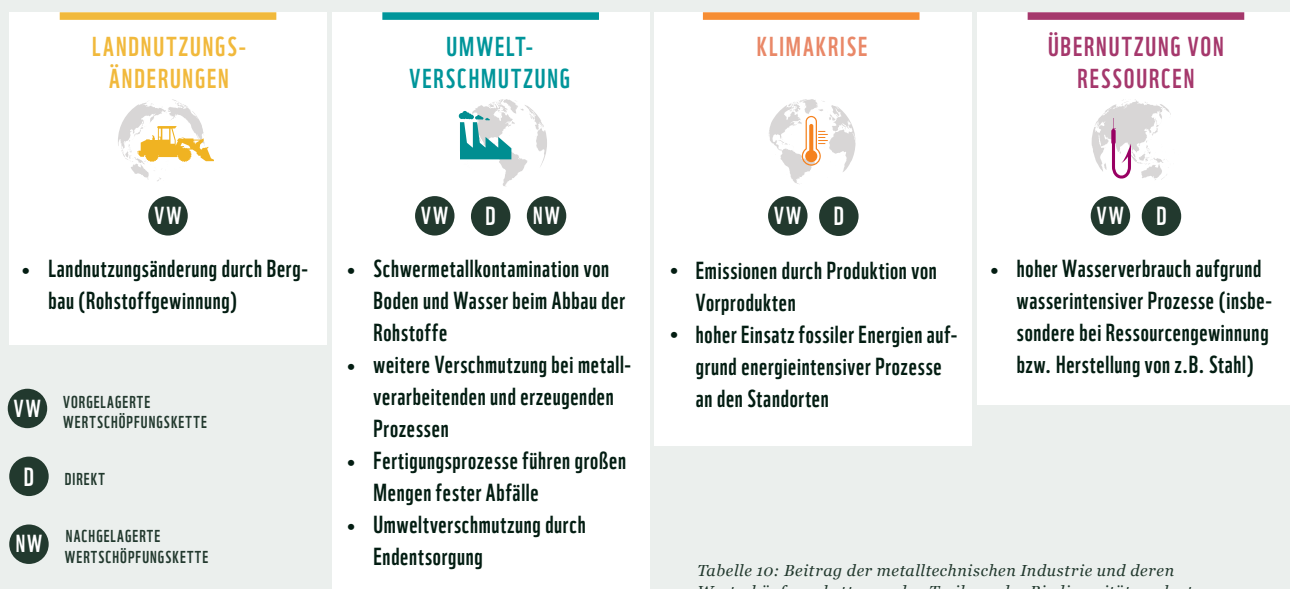 LANDNUTZUNGS-
ÄNDERUNGEN
VW
• Landnutzungsänderung durch Berg-
bau (Rohstoffgewinnung)
UMWELT-
VERSCHMUTZUNG
VW D NW
• Schwermetallkontamination von
Boden und Wasser beim Abbau der
Rohstoffe
• weitere Verschmutzung bei metall-
verarbeitenden und erzeugenden
Prozessen
• Fertigungsprozesse führen großen
Mengen fester Abfälle
• Umweltverschmutzung durch
Endentsorgung
KLIMAKRISE
VW D
• Emissionen durch Produktion von
Vorprodukten
• hoher Einsatz fossiler Energien auf-
grund energieintensiver Prozesse
an den Standorten
ÜBERNUTZUNG VON
RESSOURCEN
VW D
• hoher Wasserverbrauch aufgrund
wasserintensiver Prozesse (insbe-
sondere bei Ressourcengewinnung
bzw. Herstellung von z.B. Stahl)
VW VORGELAGERTE
WERTSCHÖPFUNGSKETTE
D DIREKT
NW NACHGELAGERTE
WERTSCHÖPFUNGSKETTE
Tabelle 10: Beitrag der metalltechnischen Industrie und deren